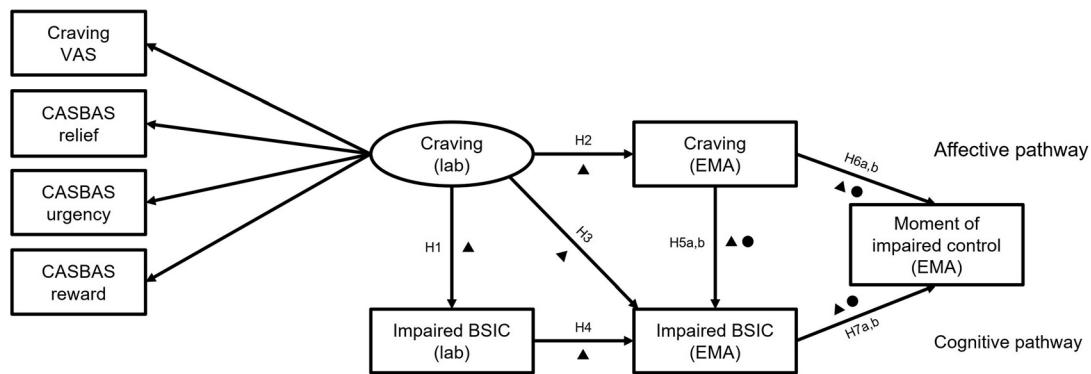 Craving
VAS
CASBAS
relief
CASBAS
urgency
CASBAS
reward
Craving
(lab)
H2
Craving
(EMA)
H6a,b
Affective pathway
H1
H3
H5a,b
Moment of
impaired control
(EMA)
Impaired BSIC
(lab)
H4
Impaired BSIC
(EMA)
H7a,b
Cognitive pathway